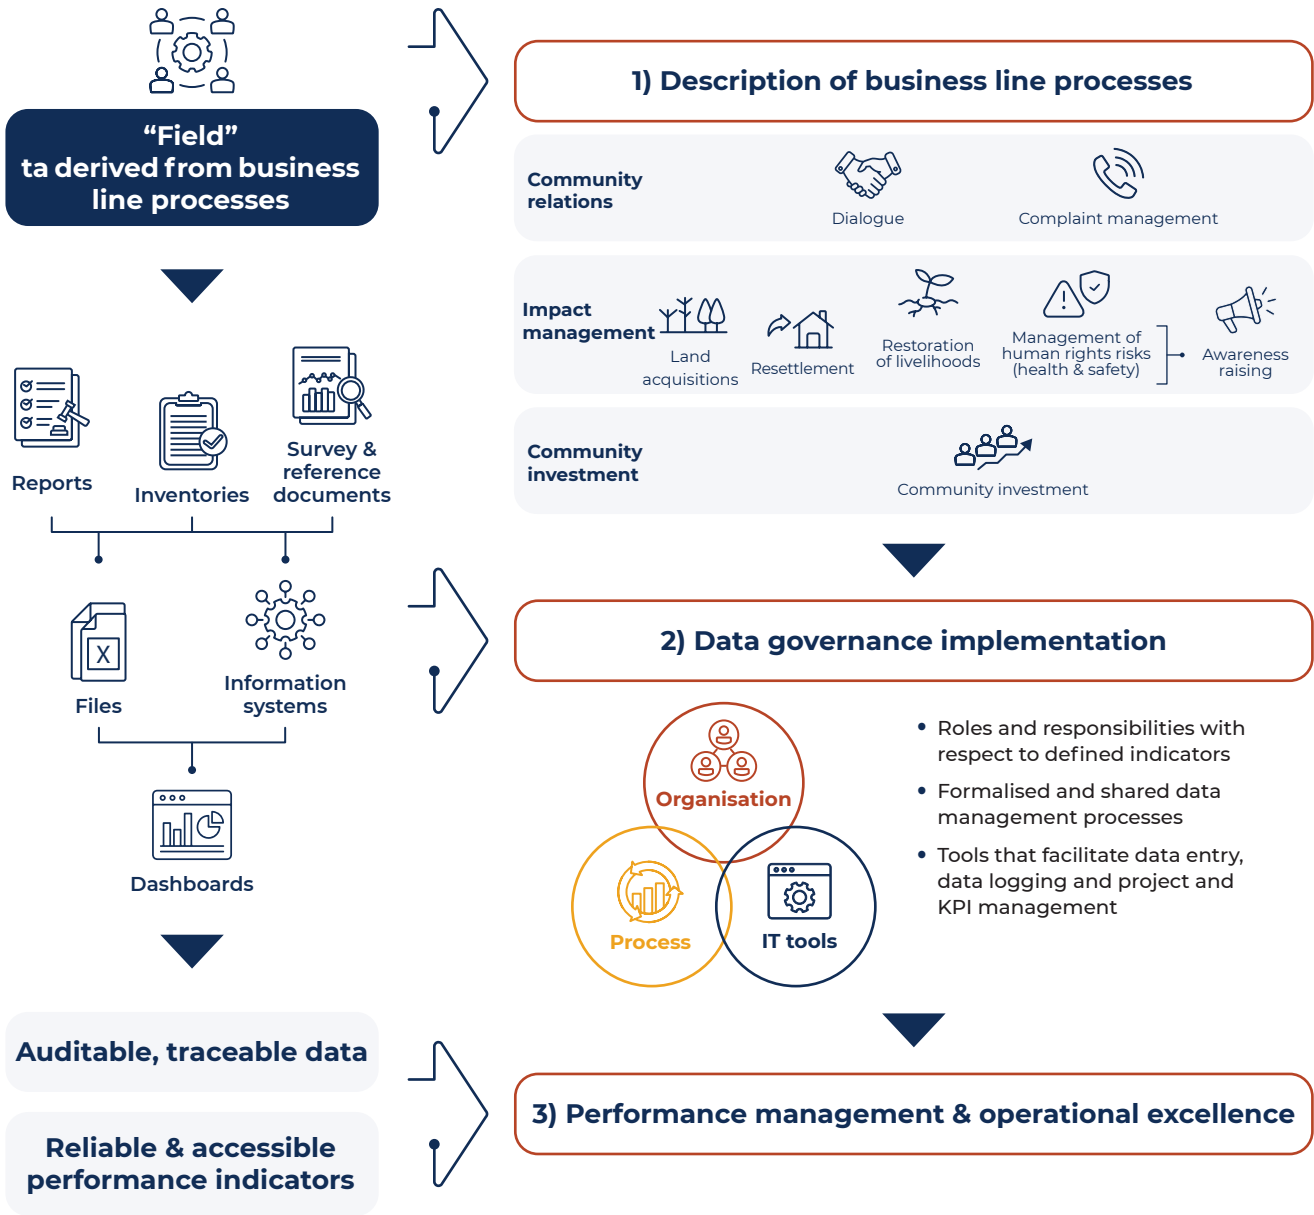 “Field”
ta derived from business
line processes
Reports
Inventories
Survey &
reference
documents
Files
X
Information
systems
Dashboards
Auditable, traceable data
Reliable & accessible
performance indicators
1) Description of business line processes
Community
relations
Dialogue
Complaint management
Impact
management
Land
acquisitions
Resettlement
Restoration
of livelihoods
Management of
human rights risks
(health & safety)
Awareness
raising
Community
investment
Community investment
2) Data governance implementation
Organisation
Process
IT tools
• Roles and responsibilities with
respect to defined indicators
• Formalised and shared data
management processes
• Tools that facilitate data entry,
data logging and project and
KPI management
3) Performance management & operational excellence